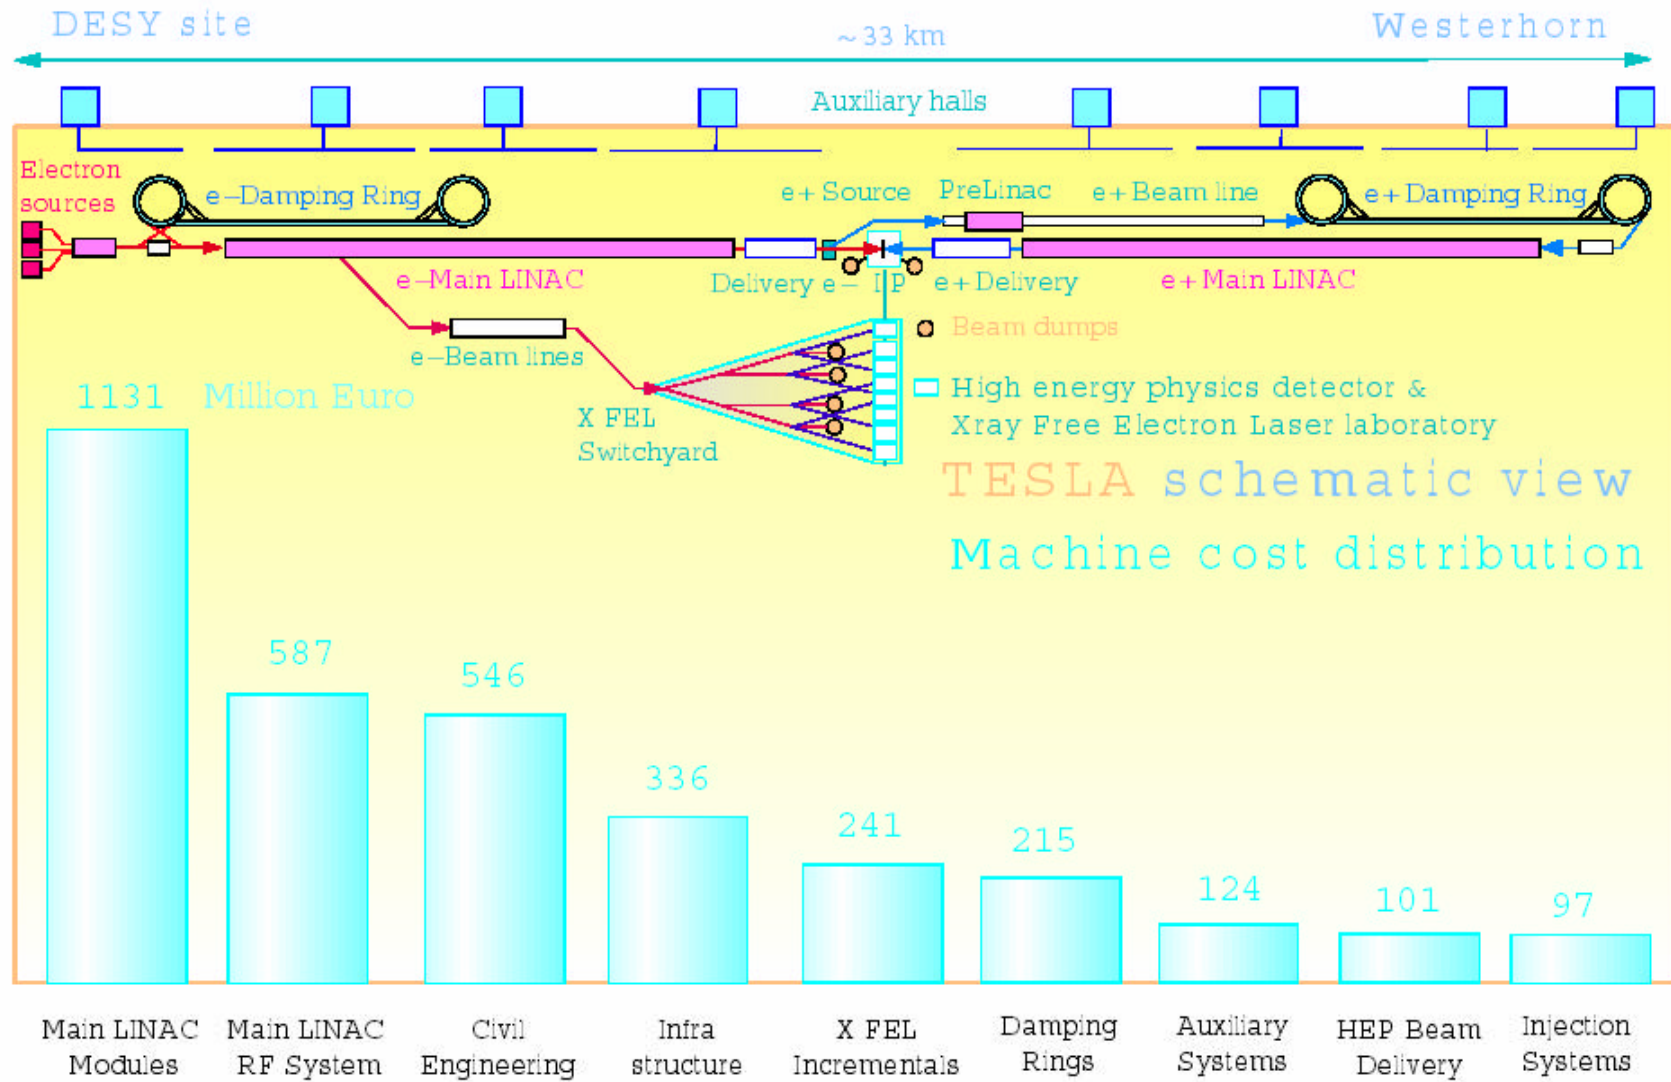 DESY site
~33 km
Westerhorn
Auxiliary halls
Electron
sources
e-Damping Ring
e+ Source
PreLinac
e+ Beam line
e+ Damping Ring
e-Main LINAC
Delivery e-
IP
e+ Delivery
e+ Main LINAC
e-Beam lines
Beam dumps
X FEL
Switchyard
High energy physics detector &
Xray Free Electron Laser laboratory
TESLA schematic view
Machine cost distribution
1131 Million Euro
587
546
336
241
215
124
101
97
Main LINAC
Modules
Main LINAC
RF System
Civil
Engineering
Infra
structure
X FEL
Incrementals
Damping
Rings
Auxiliary
Systems
HEP Beam
Delivery
Injection
Systems